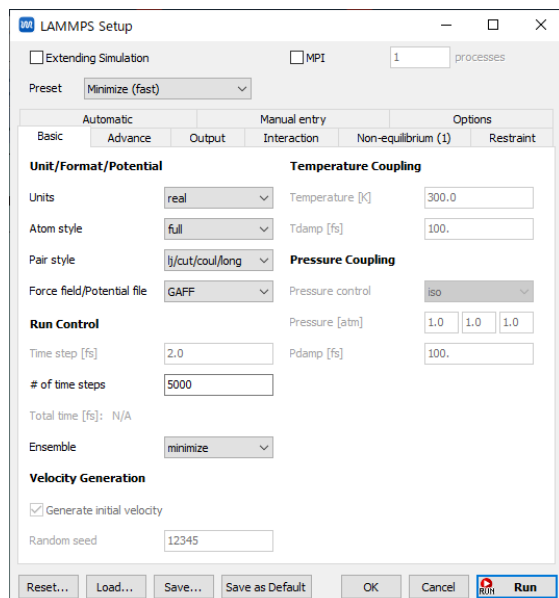 LAMMPS Setup
Extending Simulation MPI 1 processes
Preset Minimize (fast)
Automatic Manual entry Options
Basic Advance Output Interaction Non-equilibrium (1) Restraint
Unit/Format/Potential Temperature Coupling
Units real Temperature [K] 300.0
Atom style full Tdamp [fs] 100.
Pair style lj/cut/coul/long Pressure Coupling
Force field/Potential file GAFF Pressure control iso
Run Control Pressure [atm] 1.0 1.0 1.0
Time step [fs] 2.0 Pdamp [fs] 100.
# of time steps 5000
Total time [fs]: N/A
Ensemble minimize
Velocity Generation
Generate initial velocity
Random seed 12345
Reset... Load... Save... Save as Default OK Cancel RUN Run